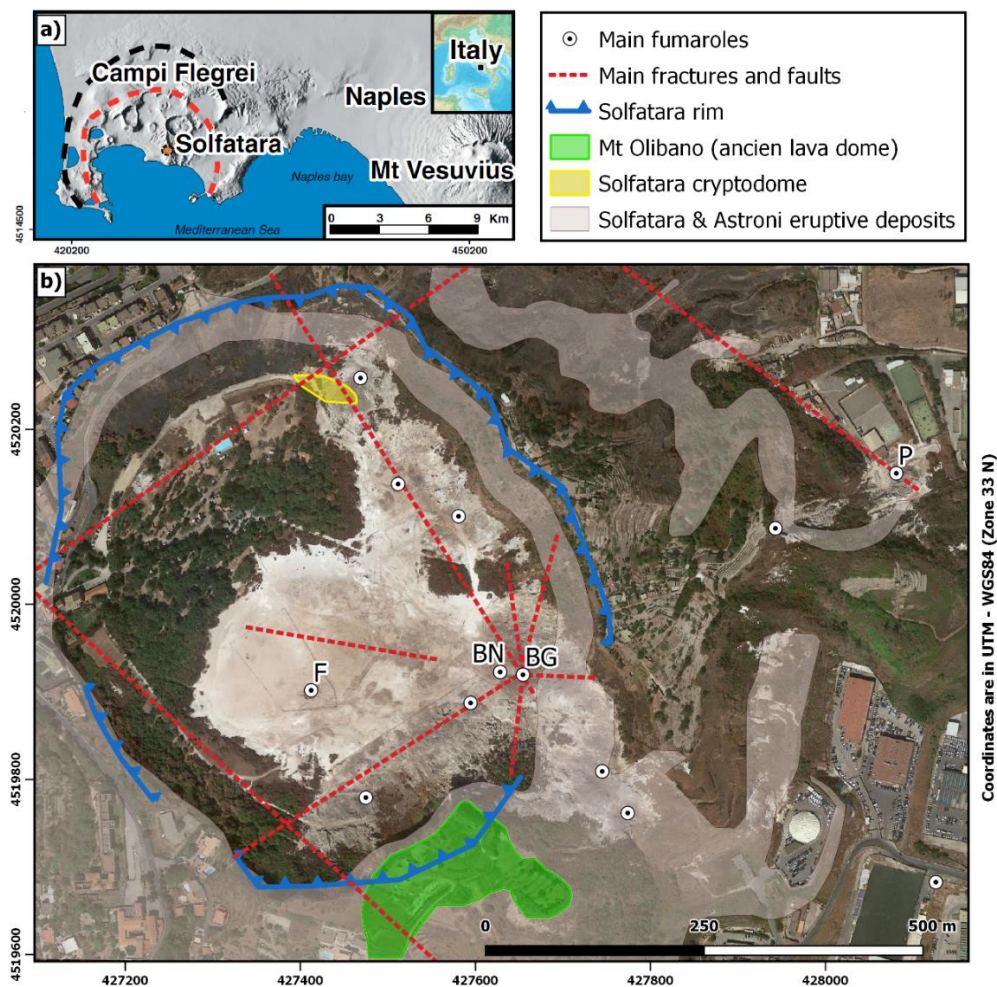 a)
Italy
Campi Flegrei
Naples
Solfatara
Mt Vesuvius
Naples bay
0 3 6 9 Km
Mediterranean Sea
4514500
420200 450200
Main fumaroles
Main fractures and faults
Solfatara rim
Mt Olibano (ancien lava dome)
Solfatara cryptodome
Solfatara & Astroni eruptive deposits
b)
4520200
P
4520000
BN BG
F
4519800
0 250 500 m
4519600
427200 427400 427600 427800 428000
Coordinates are in UTM - WGS84 (Zone 33 N)